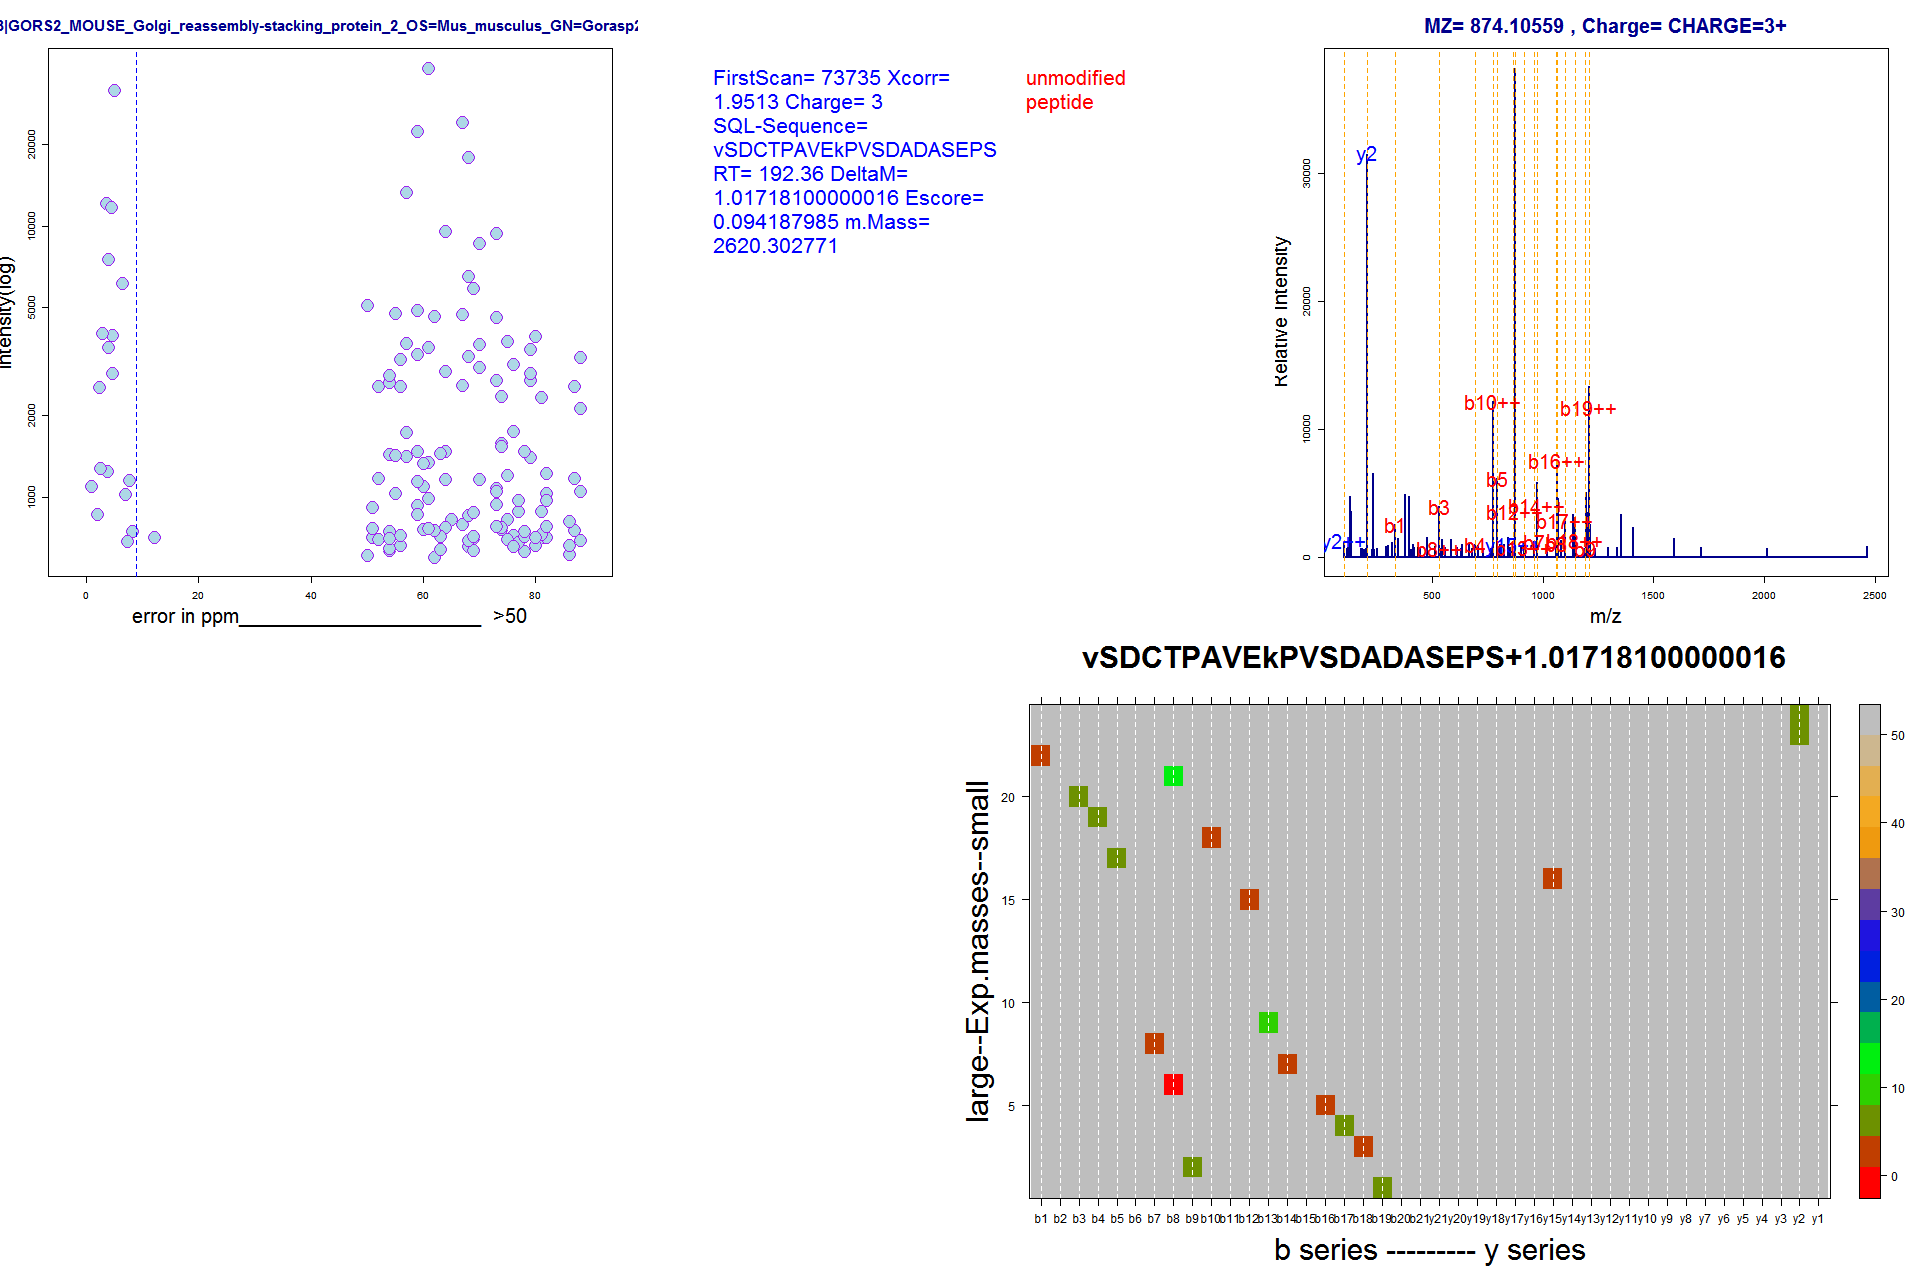 8|GORS2_MOUSE_Golgi_reassembly-stacking_protein_2_OS=Mus_musculus_GN=Gorasp2
intensity(log)
20000
10000
5000
2000
1000
0 20 40 60 80
error in ppm______________________ >50
FirstScan= 73735 Xcorr=
1.9513 Charge= 3
SQL-Sequence=
vSDCTPAVEkPVSDADASEPS
RT= 192.36 DeltaM=
1.01718100000016 Escore=
0.094187985 m.Mass=
2620.302771
unmodified
peptide
MZ= 874.10559 , Charge= CHARGE=3+
Relative Intensity
30000
20000
10000
0
y2
b10++
b19++
b16++
b5
b3
b14++
b12++
b1
b17++
y2++
b8++
b4
b18++
500 1000 1500 2000 2500
m/z
vSDCTPAVEkPVSDADASEPS+1.01718100000016
large--Exp.masses--small
20
15
10
5
b1 b2 b3 b4 b5 b6 b7 b8 b9 b10 b11 b12 b13 b14 b15 b16 b17 b18 b19 b20 b21 y21 y20 y19 y18 y17 y16 y15 y14 y13 y12 y11 y10 y9 y8 y7 y6 y5 y4 y3 y2 y1
b series --------- y series
50
40
30
20
10
0